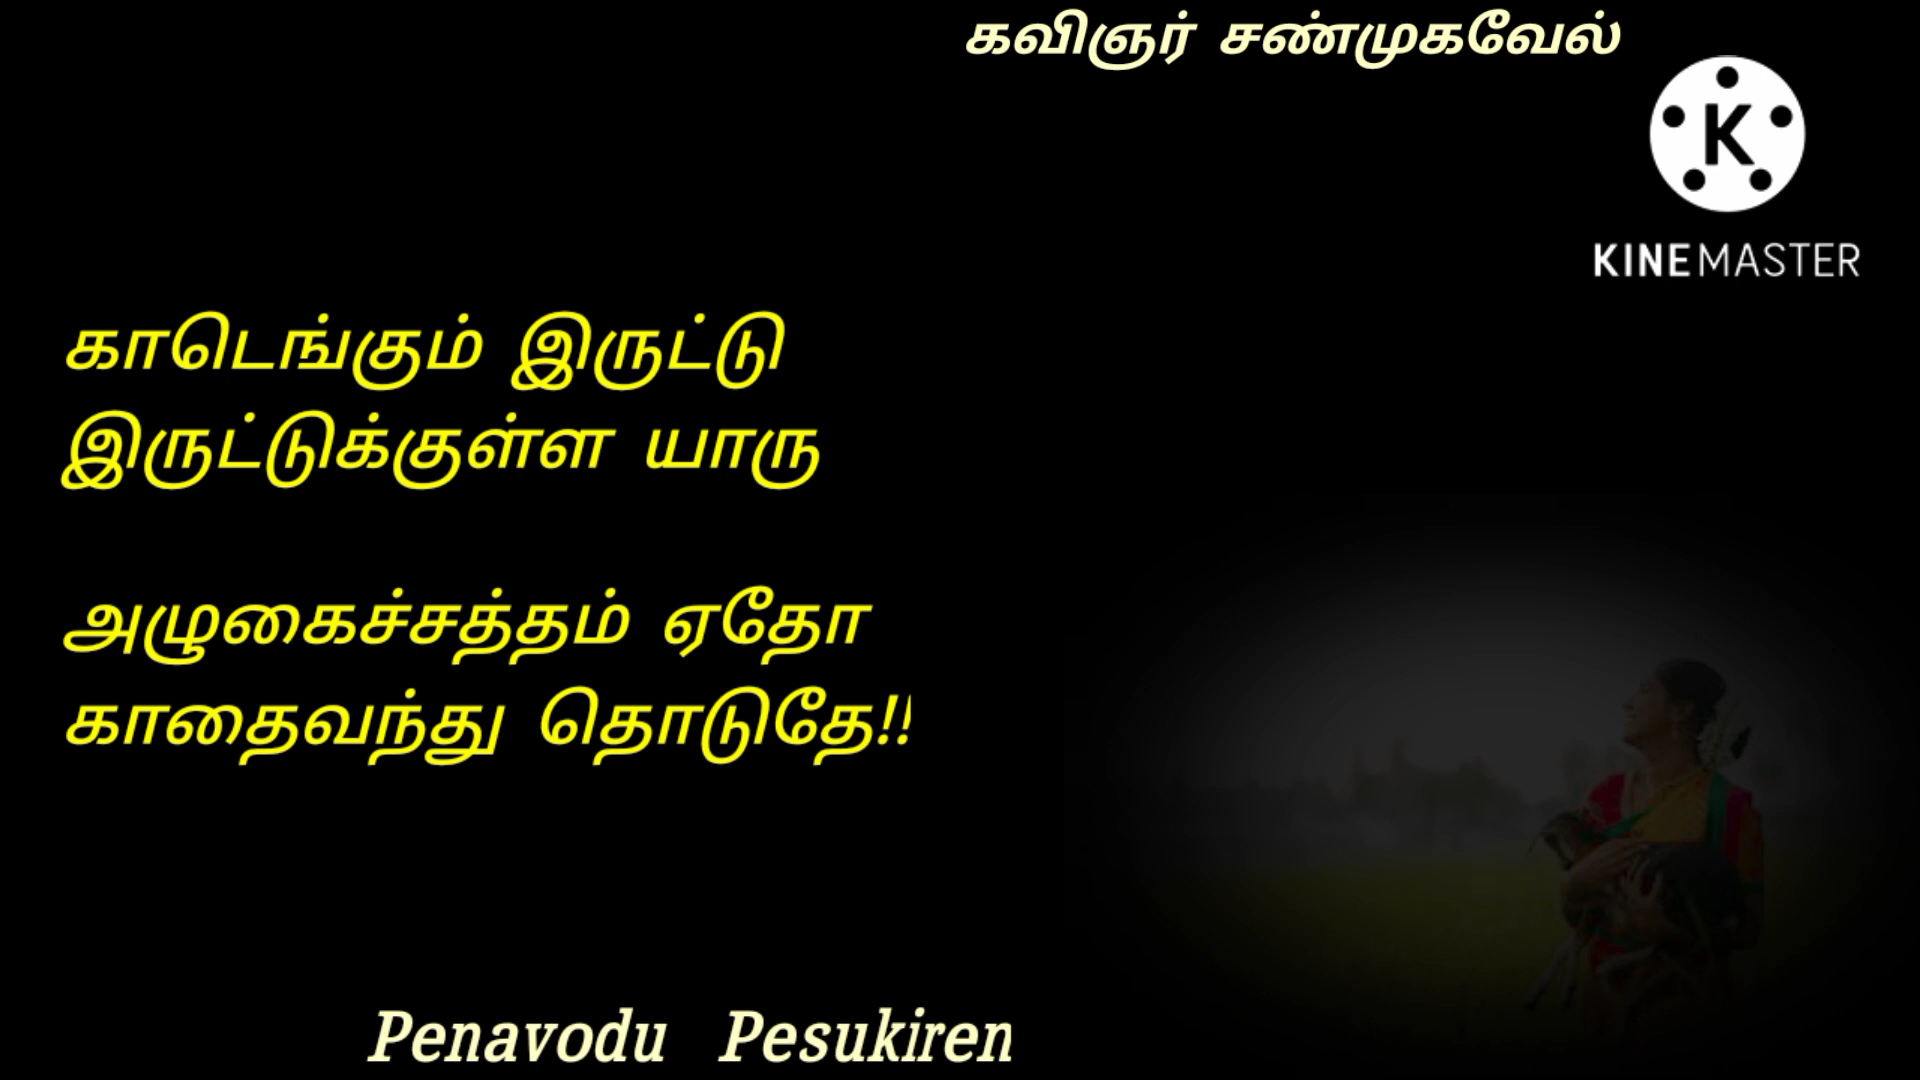 கவிஞர் சண்முகவேல்
K
KINEMASTER
காடெங்கும் இருட்டு
இருட்டுக்குள்ள யாரு
அழுகைச்சத்தம் ஏதோ
காதைவந்து தொடுதே!!
Penavodu Pesukiren